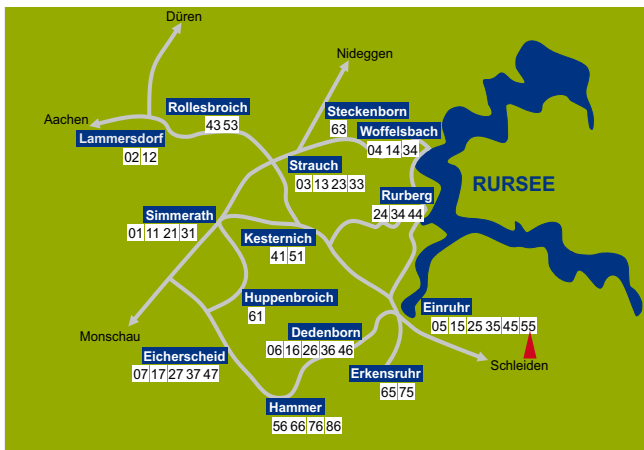 Düren
Nideggen
Aachen
Rollesbroich
43 53
Steckenborn
63
Lammersdorf
02 12
Woffelsbach
04 14 34
Strauch
03 13 23 33
RURSEE
Rurberg
24 34 44
Simmerath
01 11 21 31
Kesternich
41 51
Huppenbroich
61
Einruhr
05 15 25 35 45 55
Monschau
Dedenborn
06 16 26 36 46
Eicherscheid
07 17 27 37 47
Schleiden
Erkensruhr
65 75
Hammer
56 66 76 86